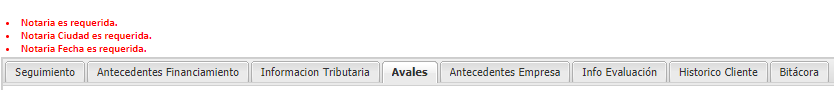 Notaria es requerida.
Notaria Ciudad es requerida.
Notaria Fecha es requerida.
Seguimiento Antecedentes Financiamiento Informacion Tributaria Avales Antecedentes Empresa Info Evaluación Historico Cliente Bitácora